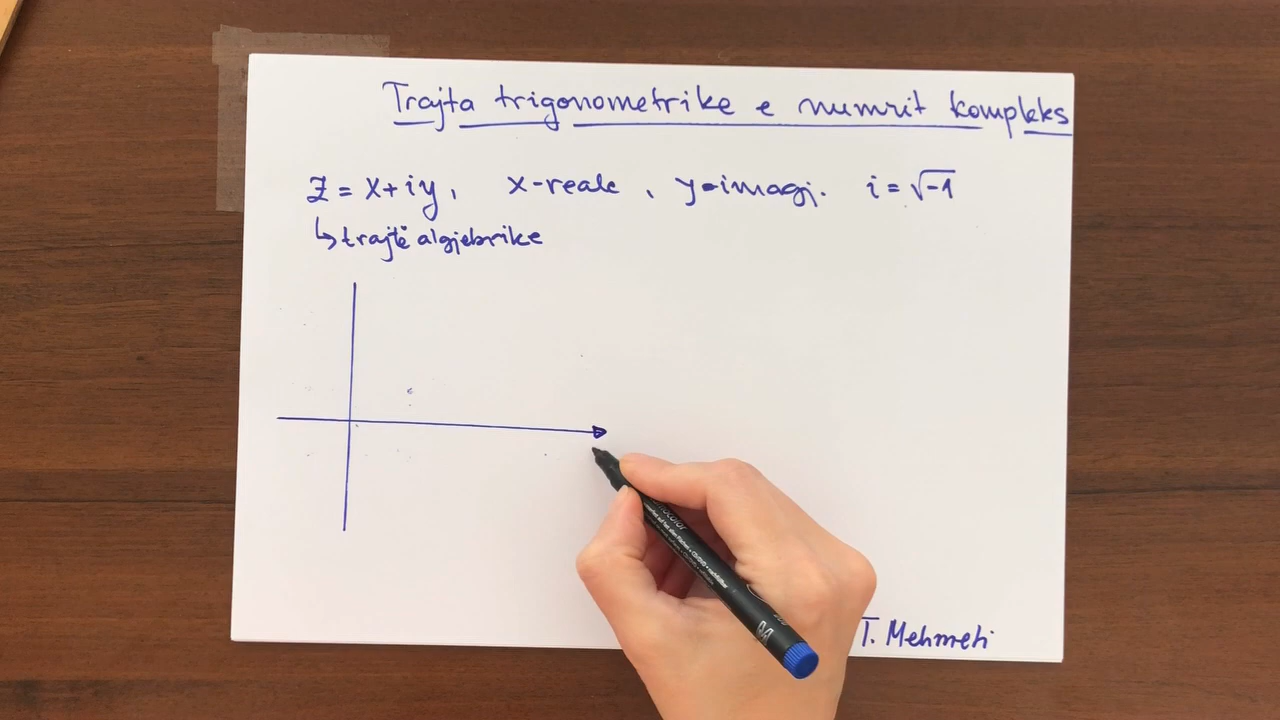 Trajta trigonometrike e numrit kompleks
Z = x + iy, x-reale, y-imagj. i = √-1
↳ trajtë algjebrike
T. Mehmeti